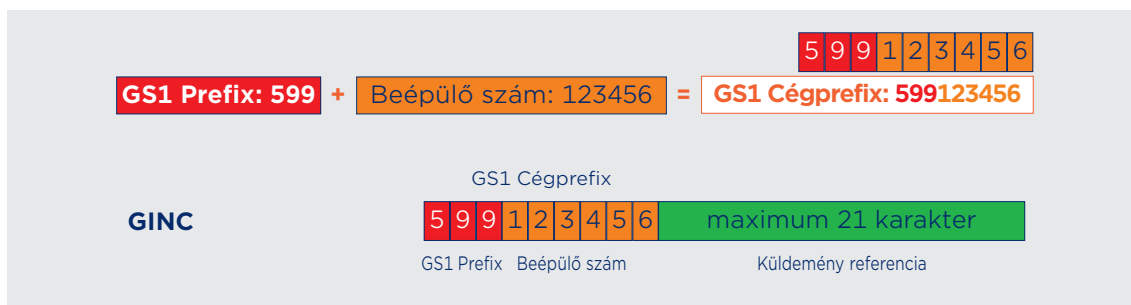 599123456
GS1 Prefix: 599 + Beépülő szám: 123456 = GS1 Cégprefix: 599123456
GS1 Cégprefix
GINC 599123456 maximum 21 karakter
GS1 Prefix Beépülő szám Küldemény referencia